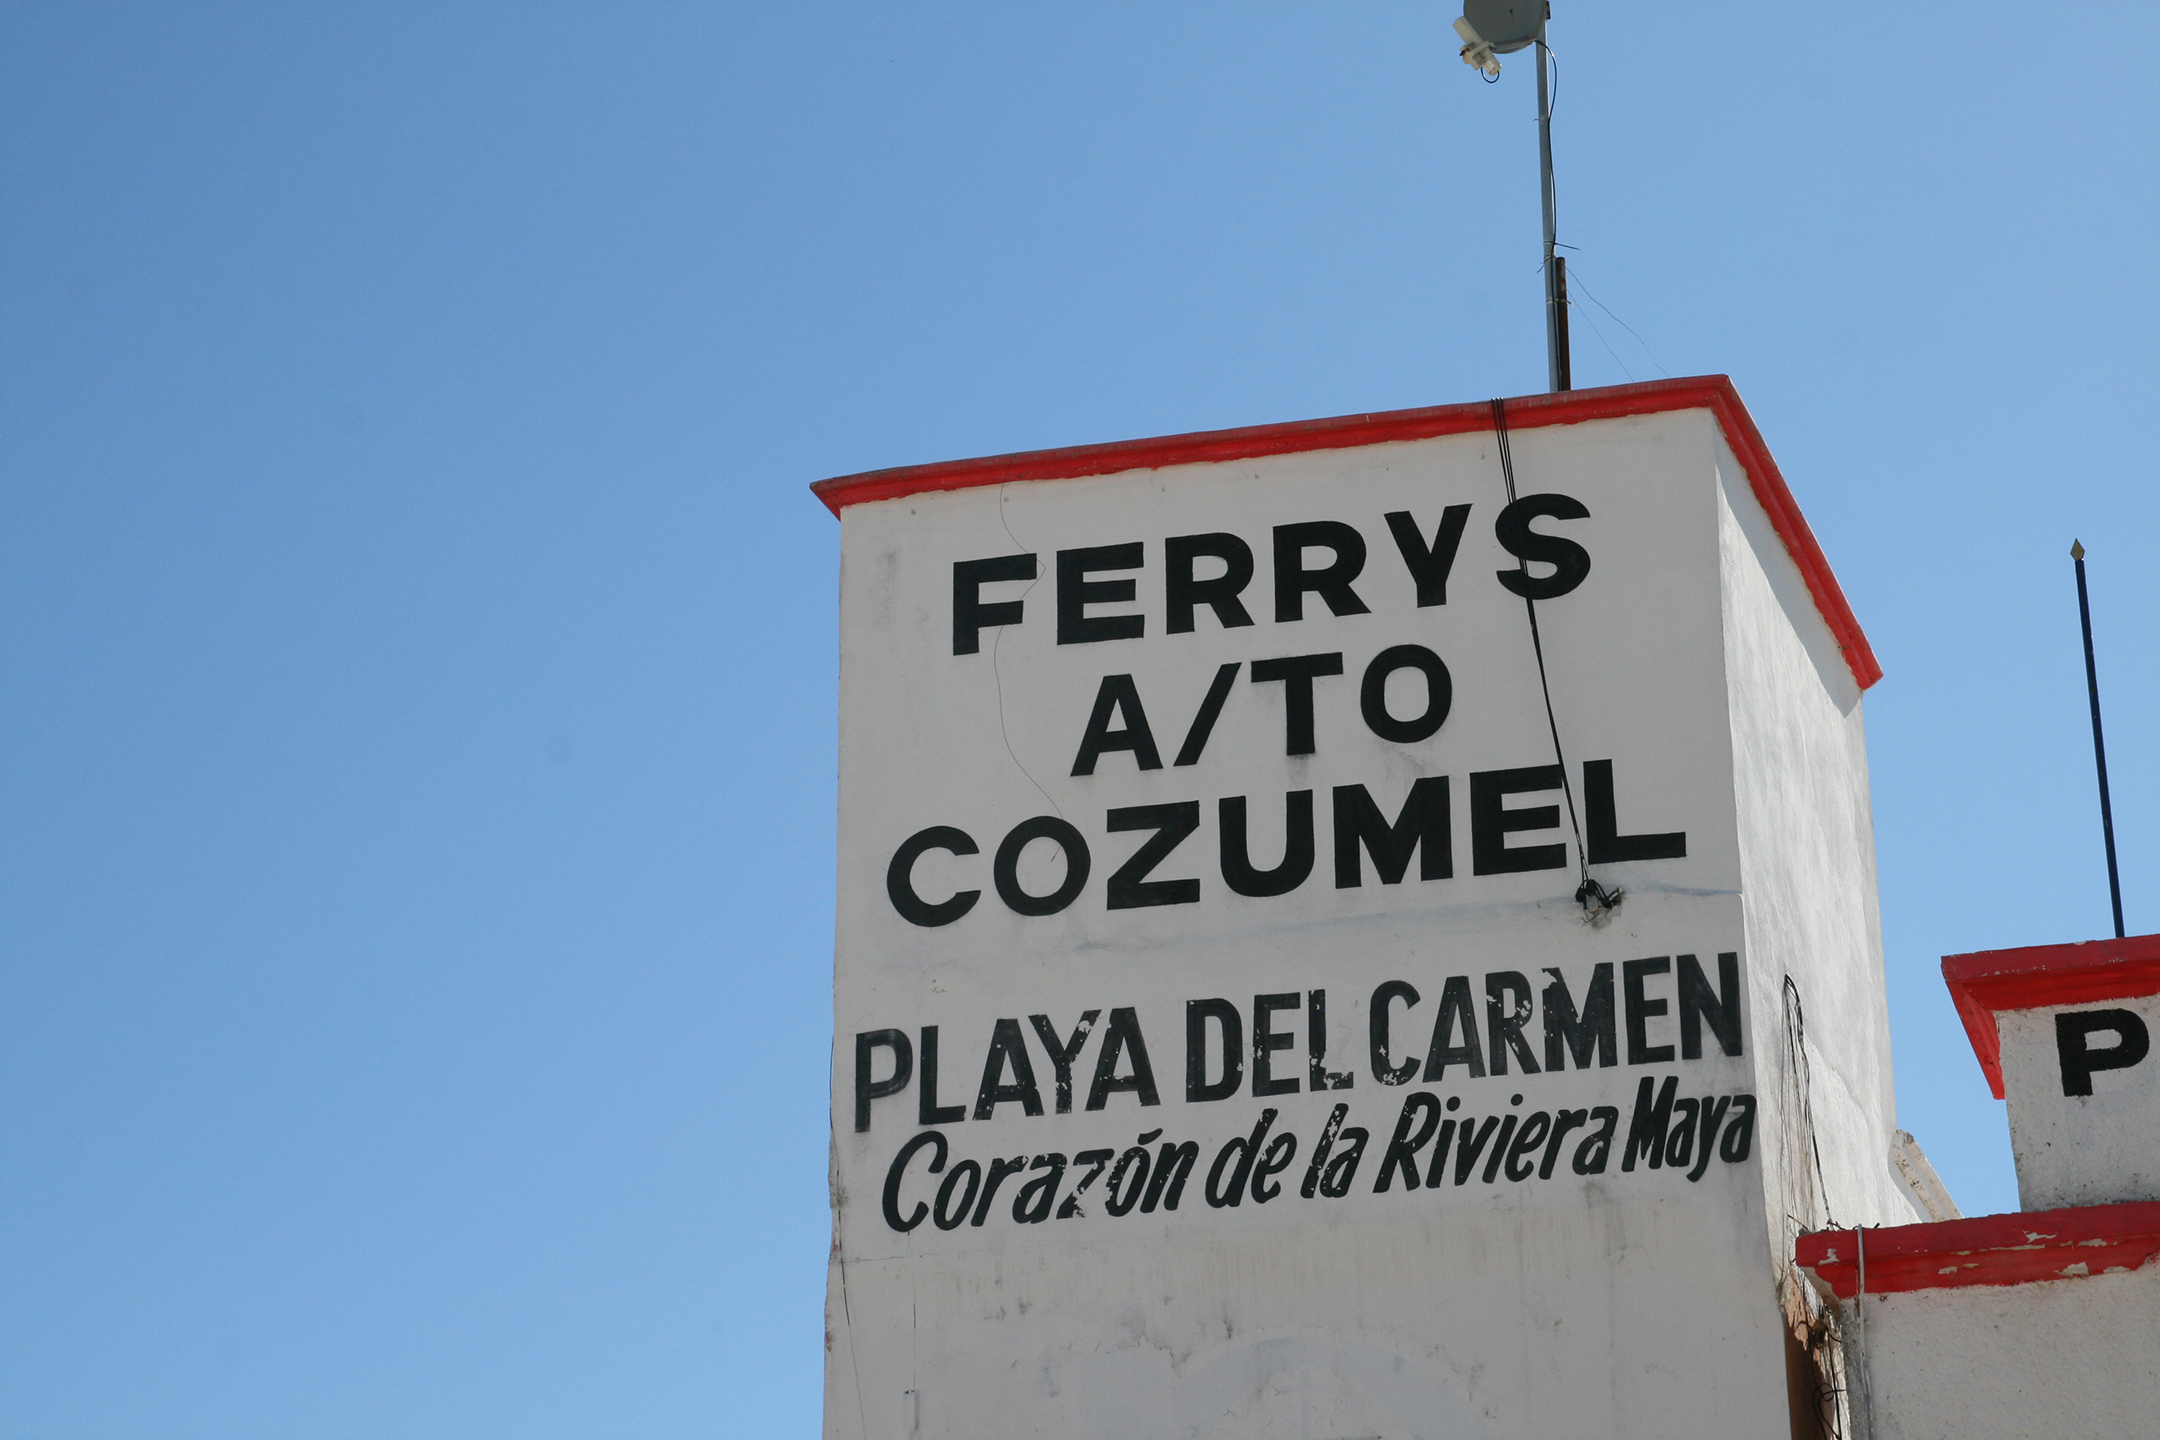 FERRYS
A/TO
COZUMEL
PLAYA DEL CARMEN
Corazón de la Riviera Maya
P